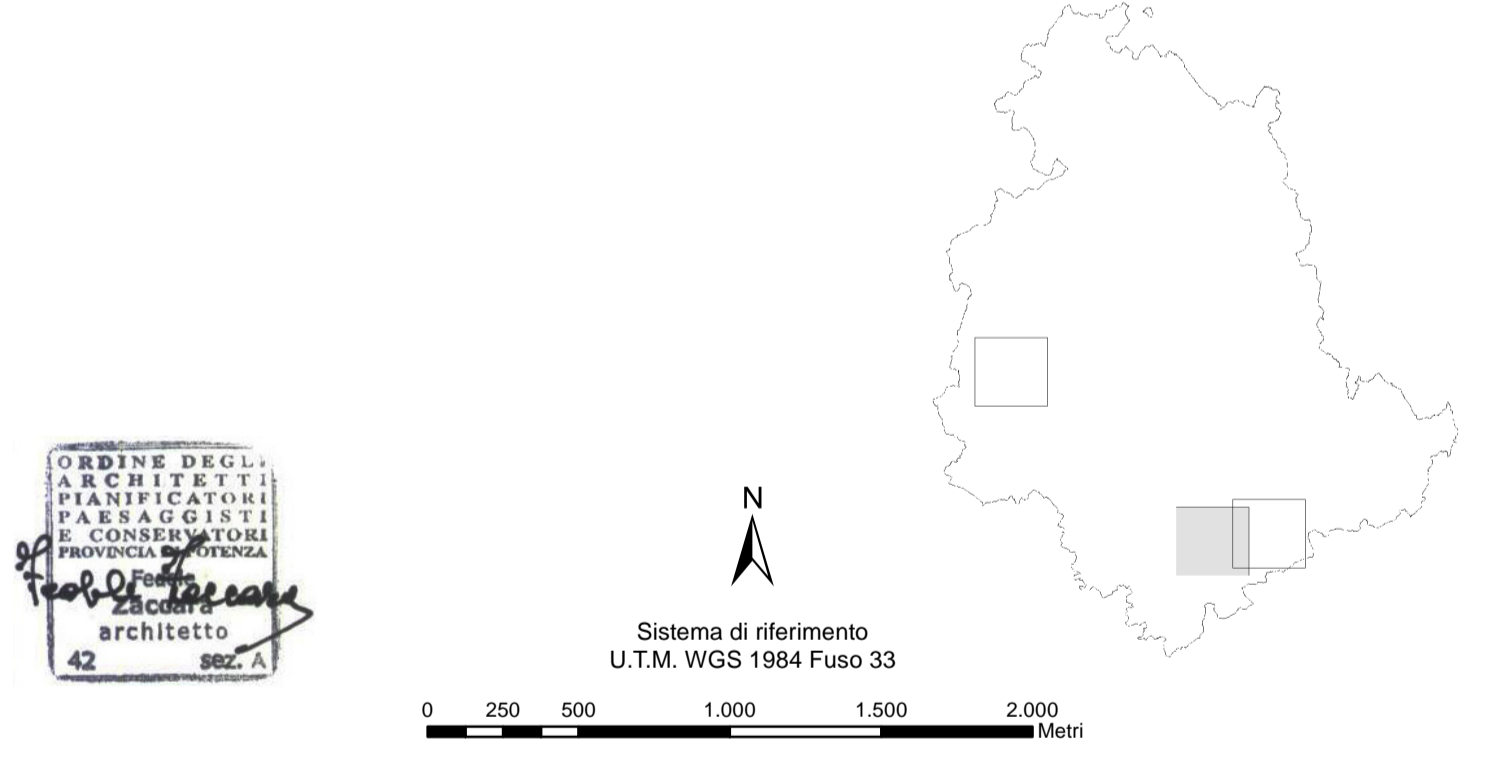 ORDINE DEGLI
ARCHITETTI
PIANIFICATORI
PAESAGGISTI
E CONSERVATORI
PROVINCIA DI POTENZA
Zaccara
architetto
42 sez. A
N
Sistema di riferimento
U.T.M. WGS 1984 Fuso 33
0 250 500 1.000 1.500 2.000
Metri